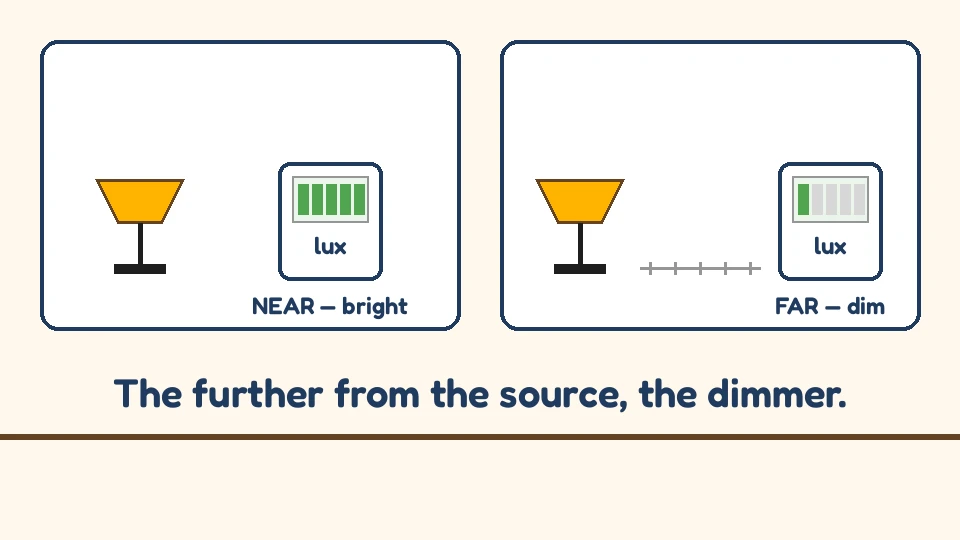 lux
NEAR – bright
lux
FAR – dim
The further from the source, the dimmer.